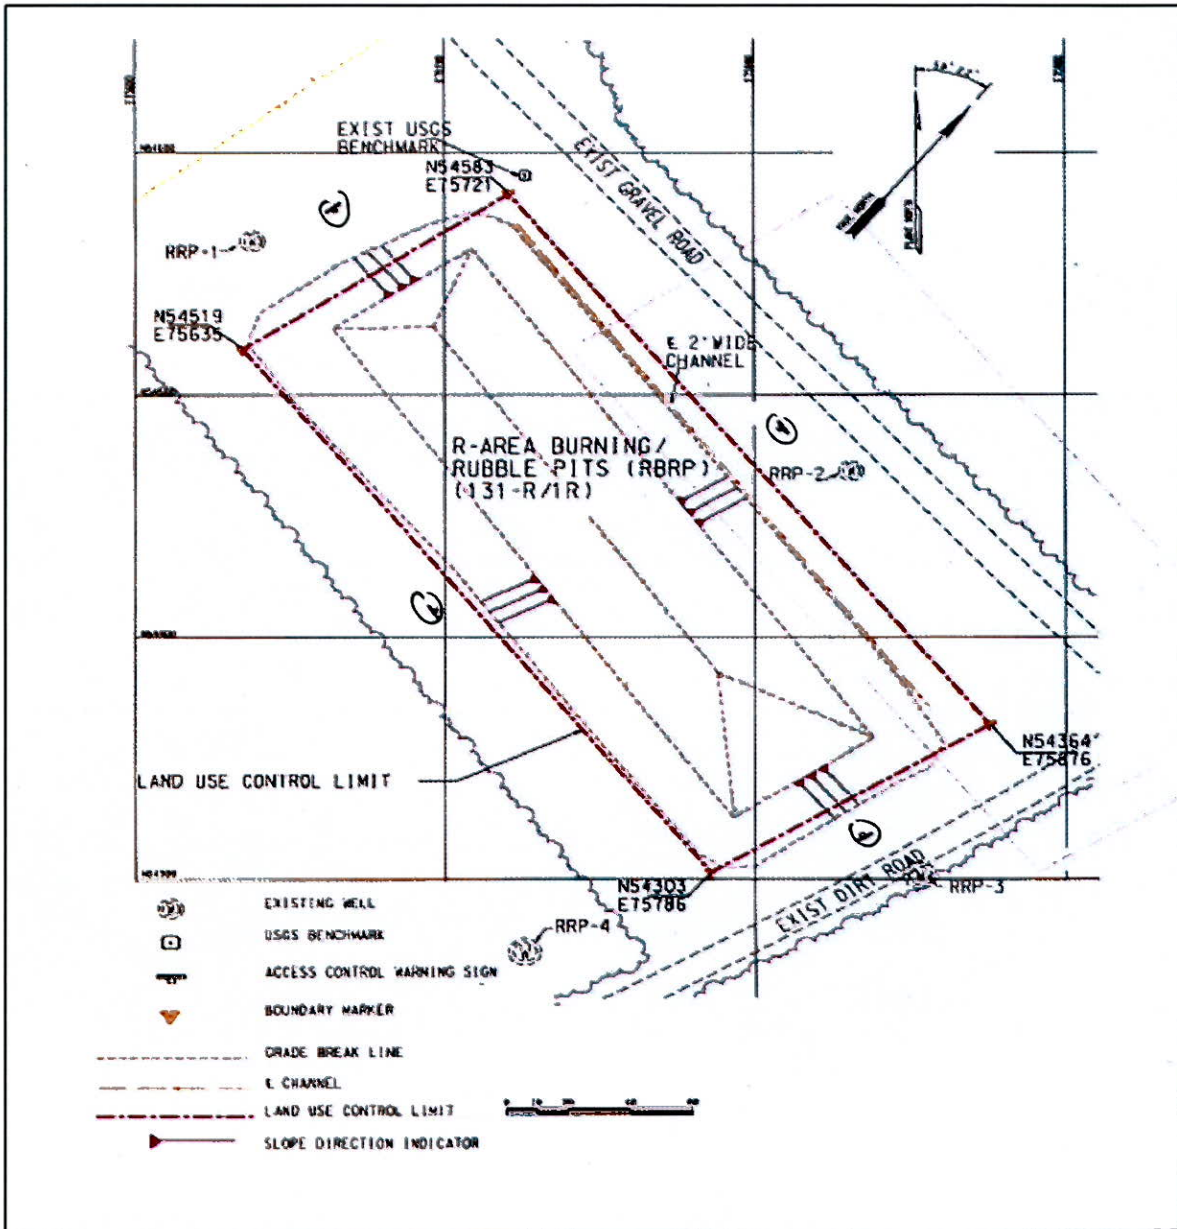 EXIST USGS
BENCHMARK
N54583
E75721
EXIST GRAVEL ROAD
RRP-1
N54519
E75635
E 2' WIDE
CHANNEL
R-AREA BURNING/
RUBBLE PITS (RBRP)
(131-R/1R)
RRP-2
LAND USE CONTROL LIMIT
N54364
E75876
N54303
E75786
EXIST DIRT ROAD
RRP-3
RRP-4
EXISTING WELL
USGS BENCHMARK
ACCESS CONTROL WARNING SIGN
BOUNDARY MARKER
GRADE BREAK LINE
℄ CHANNEL
LAND USE CONTROL LIMIT
SLOPE DIRECTION INDICATOR